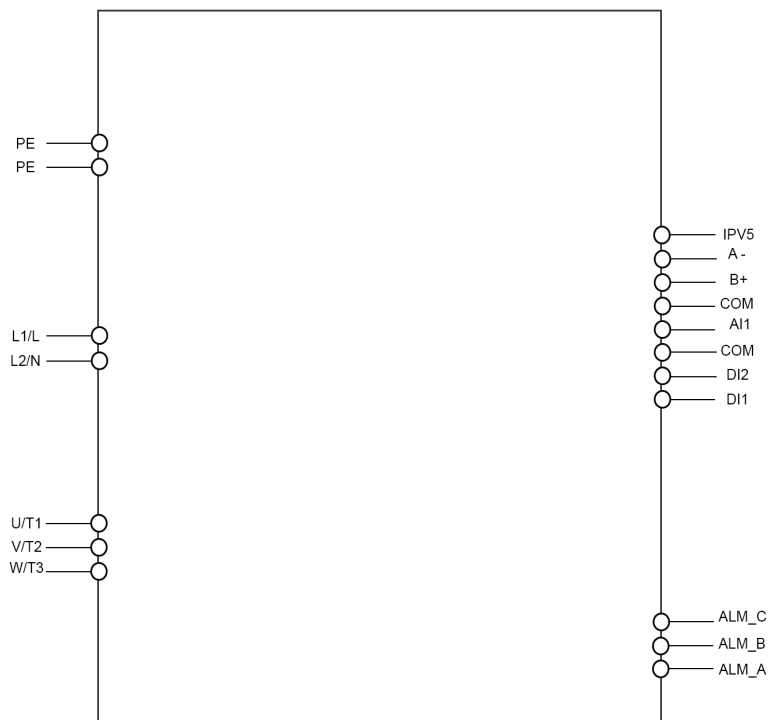 PE
PE
L1/L
L2/N
U/T1
V/T2
W/T3
IPV5
A -
B+
COM
AI1
COM
DI2
DI1
ALM_C
ALM_B
ALM_A